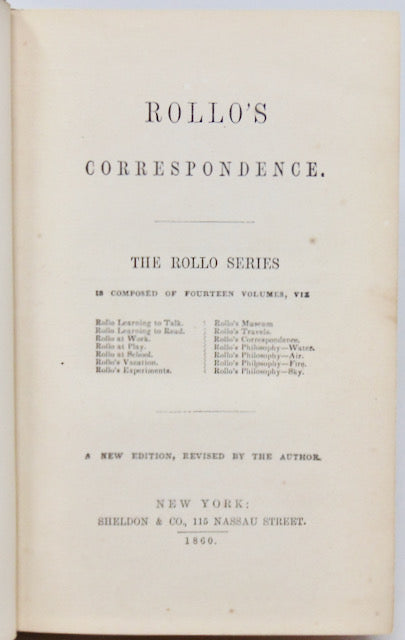 ROLLO'S
CORRESPONDENCE.
THE ROLLO SERIES
IS COMPOSED OF FOURTEEN VOLUMES, VIZ
Rollo Learning to Talk.
Rollo Learning to Read.
Rollo at Work.
Rollo at Play.
Rollo at School.
Rollo's Vacation.
Rollo's Experiments.
Rollo's Museum
Rollo's Travels.
Rollo's Correspondence.
Rollo's Philosophy—Water.
Rollo's Philosophy—Air.
Rollo's Philosophy—Fire.
Rollo's Philosophy—Sky.
A NEW EDITION, REVISED BY THE AUTHOR.
NEW YORK:
SHELDON & CO., 115 NASSAU STREET.
1860.